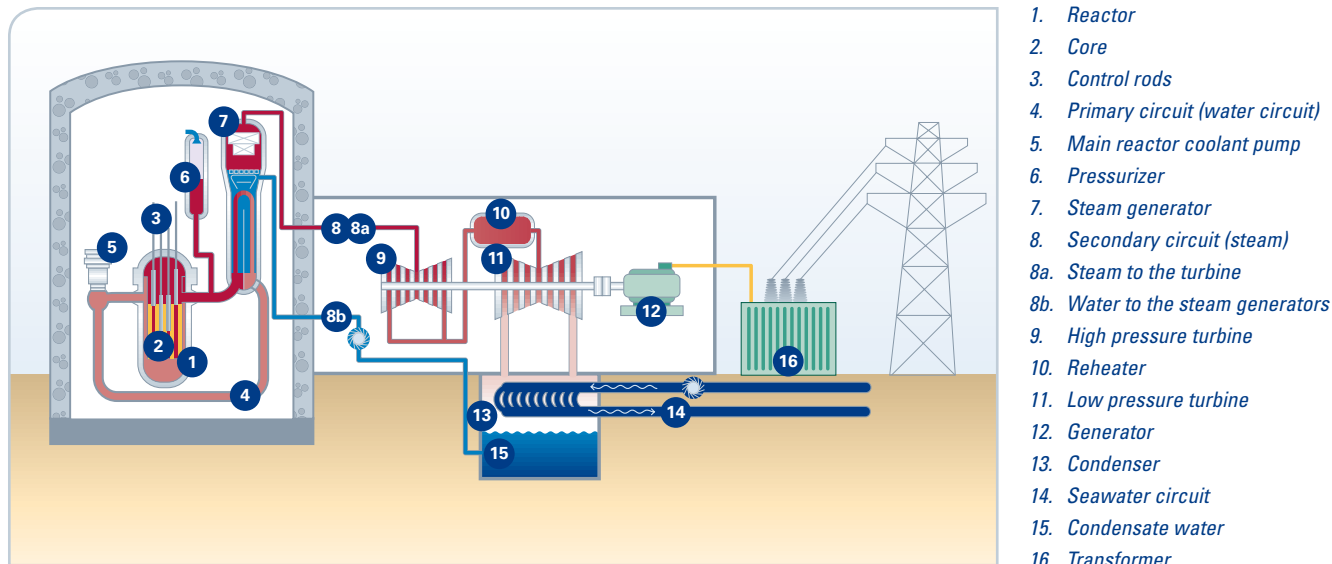 7
6
3
5
2
1
4
8 8a
8b
9
10
11
12
13
14
15
16
1. Reactor
2. Core
3. Control rods
4. Primary circuit (water circuit)
5. Main reactor coolant pump
6. Pressurizer
7. Steam generator
8. Secondary circuit (steam)
8a. Steam to the turbine
8b. Water to the steam generators
9. High pressure turbine
10. Reheater
11. Low pressure turbine
12. Generator
13. Condenser
14. Seawater circuit
15. Condensate water
16. Transformer